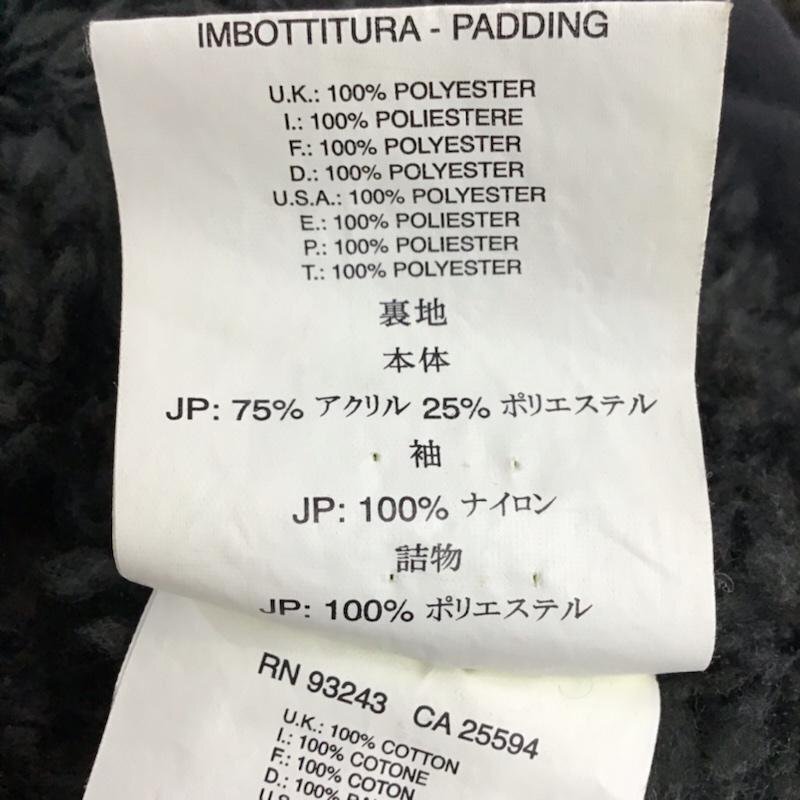 IMBOTTITURA - PADDING
U.K.: 100% POLYESTER
I.: 100% POLIESTERE
F.: 100% POLYESTER
D.: 100% POLYESTER
U.S.A.: 100% POLYESTER
E.: 100% POLIESTER
P.: 100% POLIESTER
T.: 100% POLYESTER
裏地
本体
JP: 75% アクリル 25% ポリエステル
袖
JP: 100% ナイロン
詰物
JP: 100% ポリエステル
RN 93243 CA 25594
U.K.: 100% COTTON
I.: 100% COTONE
F.: 100% COTON
D.: 100%